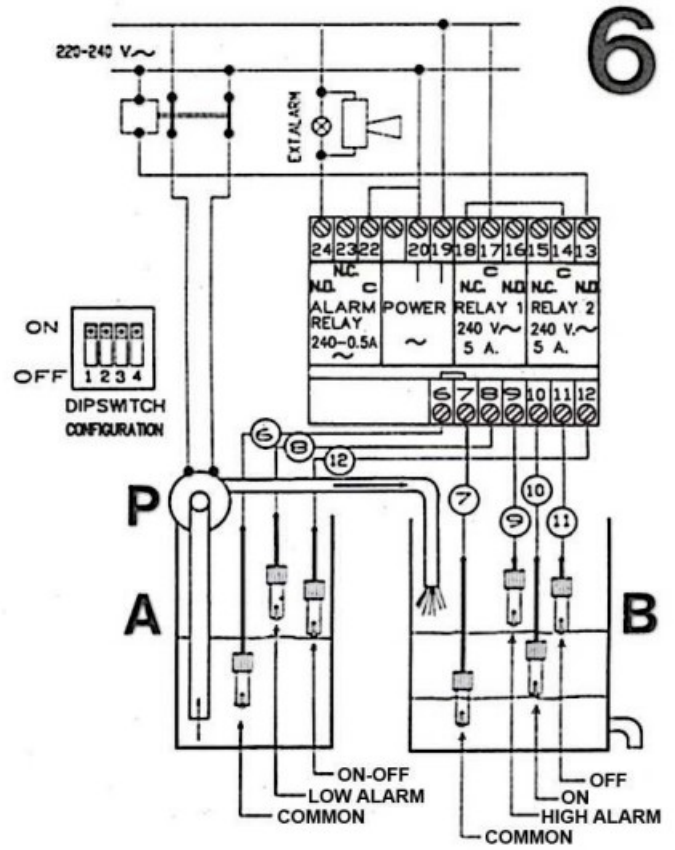 6
220-240 V~
EXT.ALARM
24 23 22 20 19 18 17 16 15 14 13
N.C. C C
N.O. C N.C. N.O N.C. N.O
ALARM POWER RELAY 1 RELAY 2
RELAY 240 V.~ 240 V.~
240-0.5A ~ 5 A. 5 A.
~
ON
OFF
1 2 3 4
DIPSWITCH
CONFIGURATION
6 7 8 9 10 11 12
6
8
12
7
9
10
11
P
A
B
ON-OFF
LOW ALARM
COMMON
OFF
ON
HIGH ALARM
COMMON